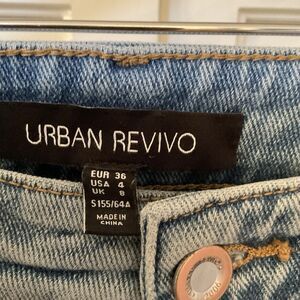 URBAN REVIVO
EUR 36
USA 4
UK 8
S155/64A
MADE IN
CHINA